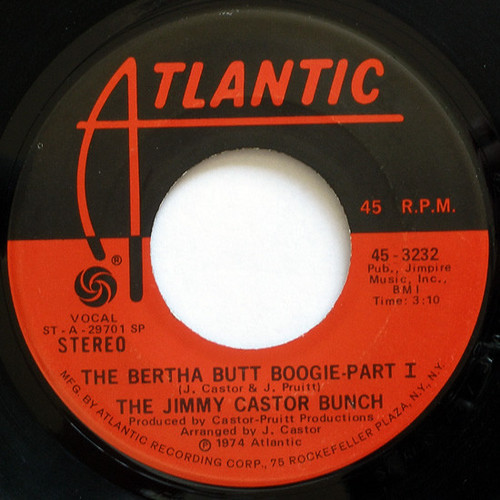 ATLANTIC
45 R.P.M.
®
45-3232
Pub., Jimpire
Music, Inc.,
BMI
Time: 3:10
VOCAL
ST-A-29701 SP
STEREO
THE BERTHA BUTT BOOGIE-PART I
(J. Castor & J. Pruitt)
THE JIMMY CASTOR BUNCH
Produced by Castor-Pruitt Productions
Arranged by J. Castor
℗ 1974 Atlantic
MFG. BY ATLANTIC RECORDING CORP., 75 ROCKEFELLER PLAZA, N.Y., N.Y.